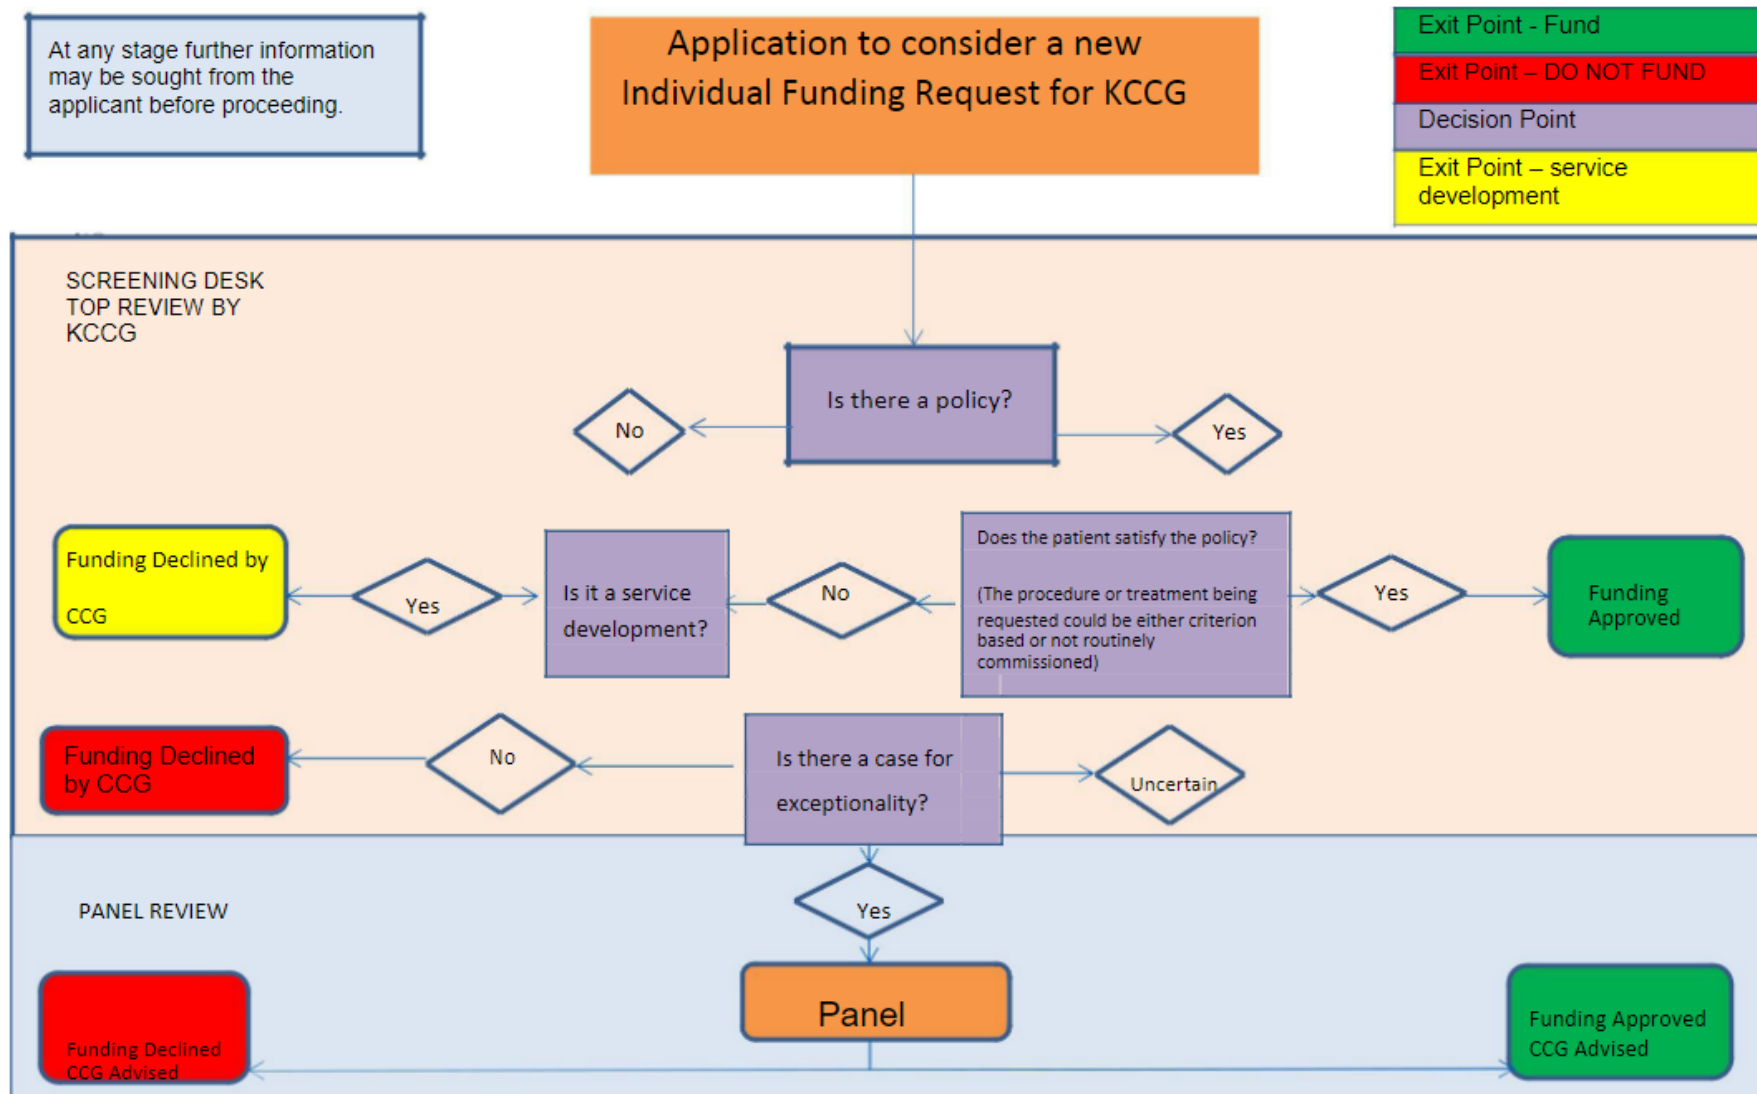 At any stage further information
may be sought from the
applicant before proceeding.
Application to consider a new
Individual Funding Request for KCCG
Exit Point - Fund
Exit Point – DO NOT FUND
Decision Point
Exit Point – service
development
SCREENING DESK
TOP REVIEW BY
KCCG
Is there a policy?
No
Yes
Funding Declined by
CCG
Yes
Is it a service
development?
No
Does the patient satisfy the policy?
(The procedure or treatment being
requested could be either criterion
based or not routinely
commissioned)
Yes
Funding
Approved
Funding Declined
by CCG
No
Is there a case for
exceptionality?
Uncertain
PANEL REVIEW
Yes
Panel
Funding Declined
CCG Advised
Funding Approved
CCG Advised